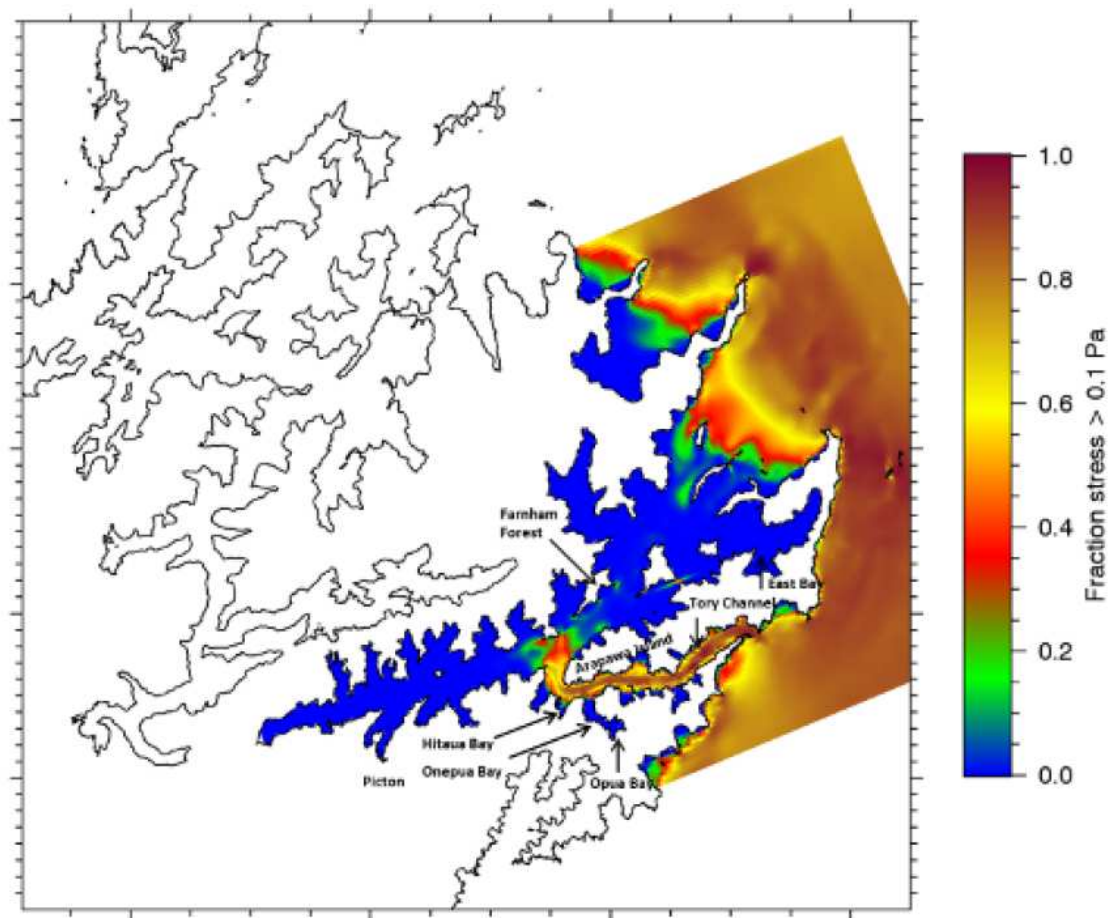 1.0
0.8
0.6
0.4
0.2
0.0
Fraction stress > 0.1 Pa
Farnham
Forest
East Bay
Tory Channel
Arapawa Island
Hitaua Bay
Onepua Bay
Opua Bay
Picton